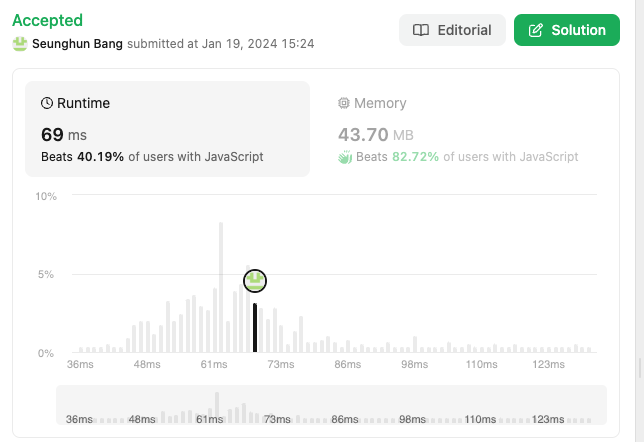 Accepted
Editorial
Solution
Seunghun Bang submitted at Jan 19, 2024 15:24
Runtime
Memory
69 ms
43.70 MB
Beats 40.19% of users with JavaScript
Beats 82.72% of users with JavaScript
10%
5%
0%
36ms 48ms 61ms 73ms 86ms 98ms 110ms 123ms
36ms 48ms 61ms 73ms 86ms 98ms 110ms 123ms